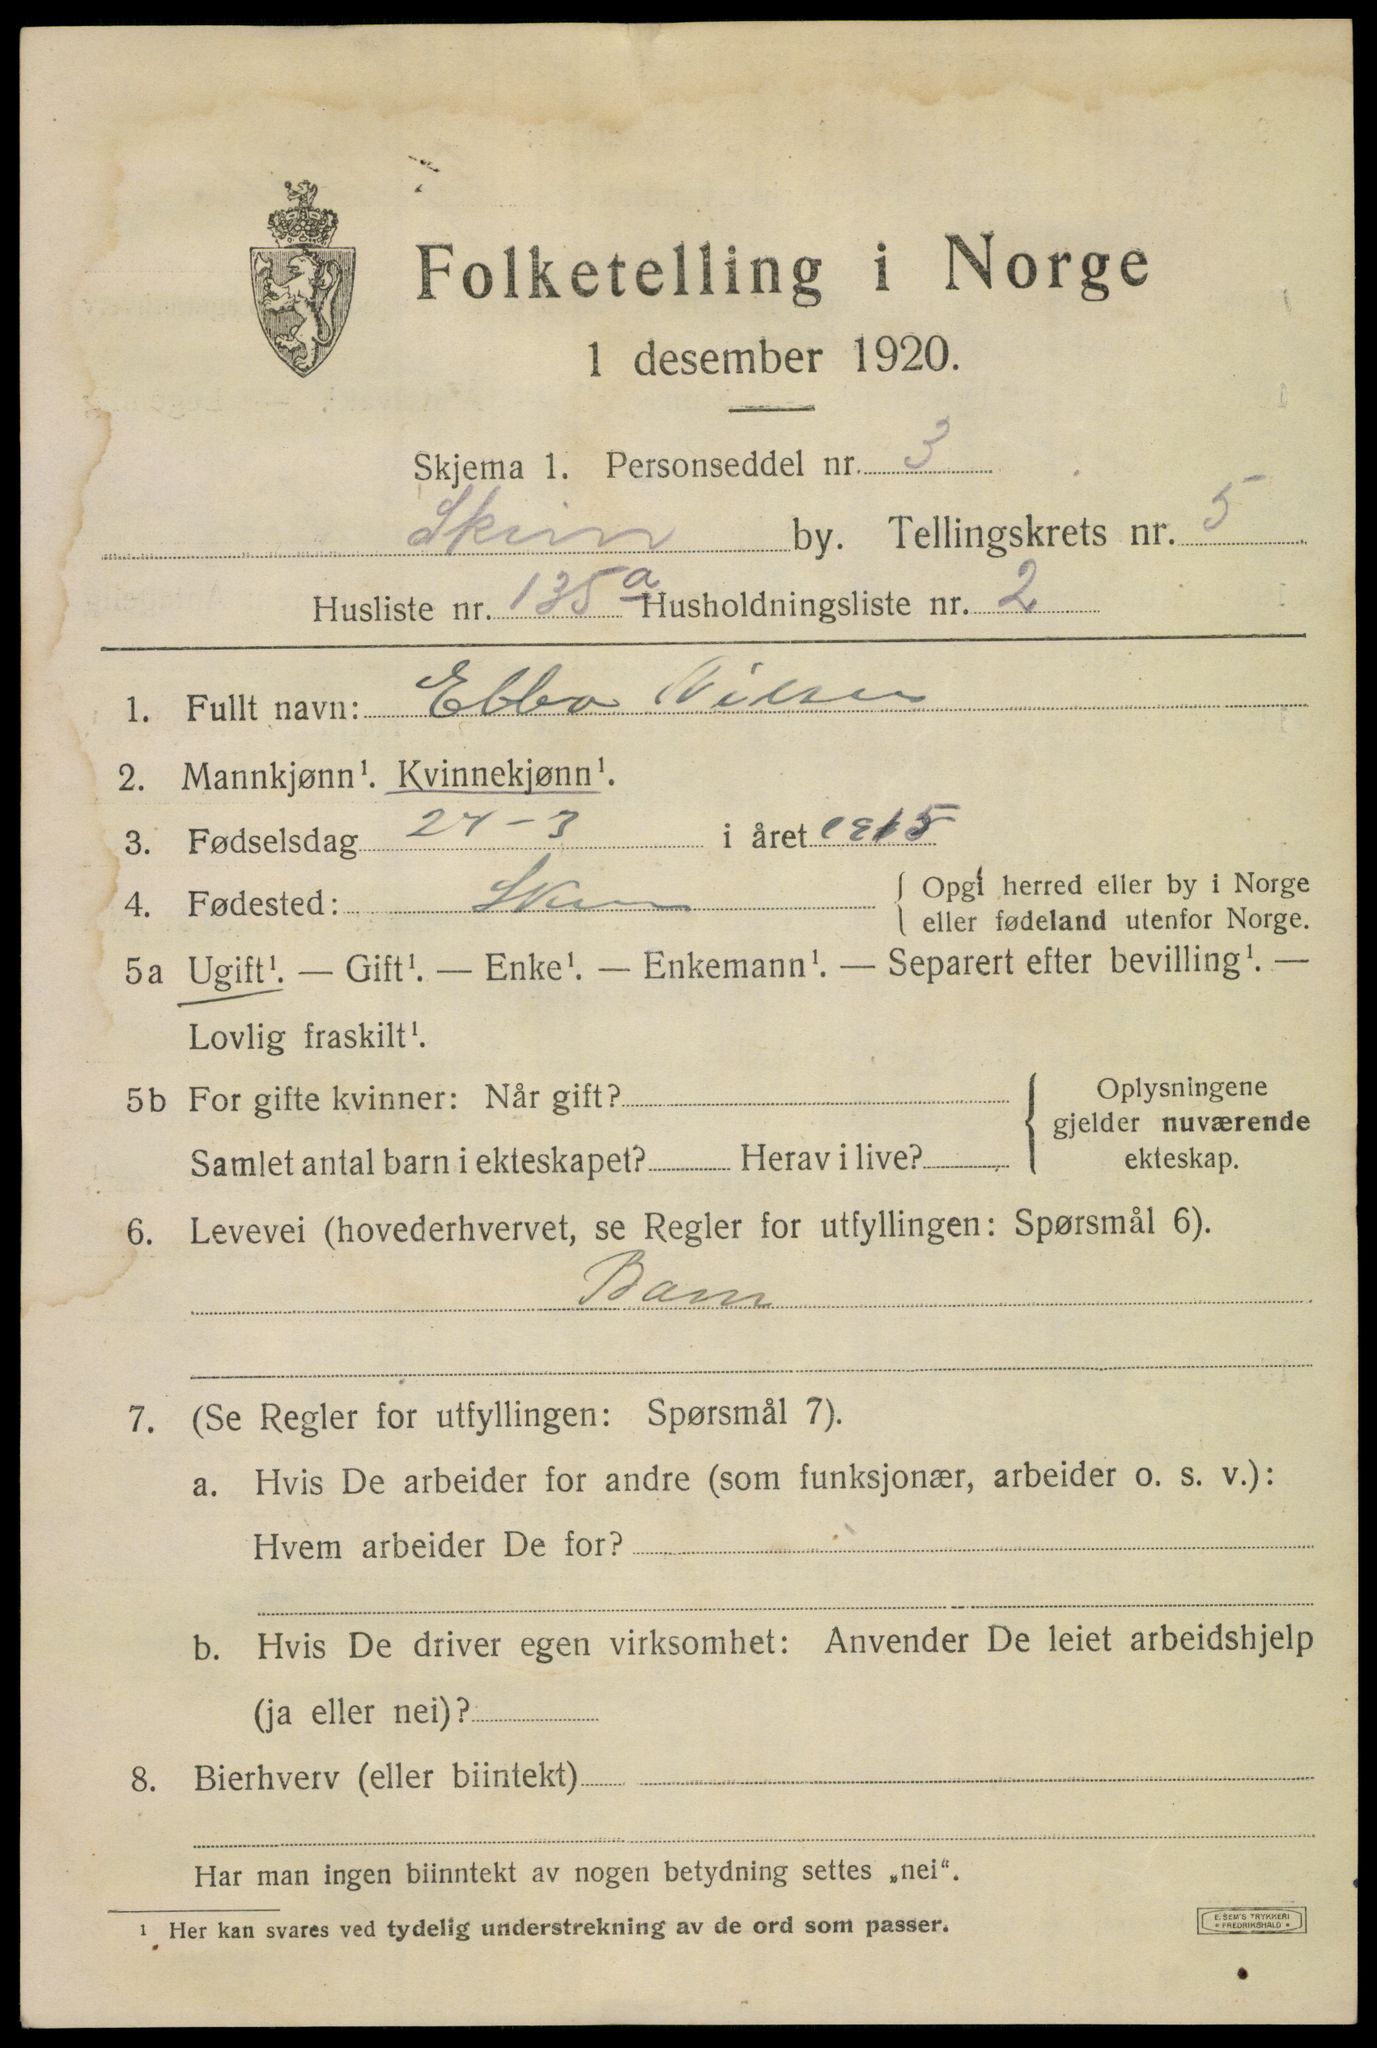 Folketelling i Norge
1 desember 1920.
Skjema 1. Personseddel nr. 3
Skien by. Tellingskrets nr. 5
Husliste nr. 135a Husholdningsliste nr. 2
1. Fullt navn: Ebba Nilsen
2. Mannkjønn¹. Kvinnekjønn¹.
3. Fødselsdag 24-3 i året 1915
4. Fødested: Skien { Opgi herred eller by i Norge
eller fødeland utenfor Norge.
5a Ugift¹. — Gift¹. — Enke¹. — Enkemann¹. — Separert efter bevilling¹. —
Lovlig fraskilt¹.
5b For gifte kvinner: Når gift?
Samlet antal barn i ekteskapet? Herav i live?
{ Oplysningene
gjelder nuværende
ekteskap.
6. Levevei (hovederhvervet, se Regler for utfyllingen: Spørsmål 6).
Barn
7. (Se Regler for utfyllingen: Spørsmål 7).
a. Hvis De arbeider for andre (som funksjonær, arbeider o. s. v.):
Hvem arbeider De for?
b. Hvis De driver egen virksomhet: Anvender De leiet arbeidshjelp
(ja eller nei)?
8. Bierhverv (eller biintekt)
Har man ingen biinntekt av nogen betydning settes „nei“.
¹ Her kan svares ved tydelig understrekning av de ord som passer.
E. SEM'S TRYKKERI
* FREDRIKSHALD *